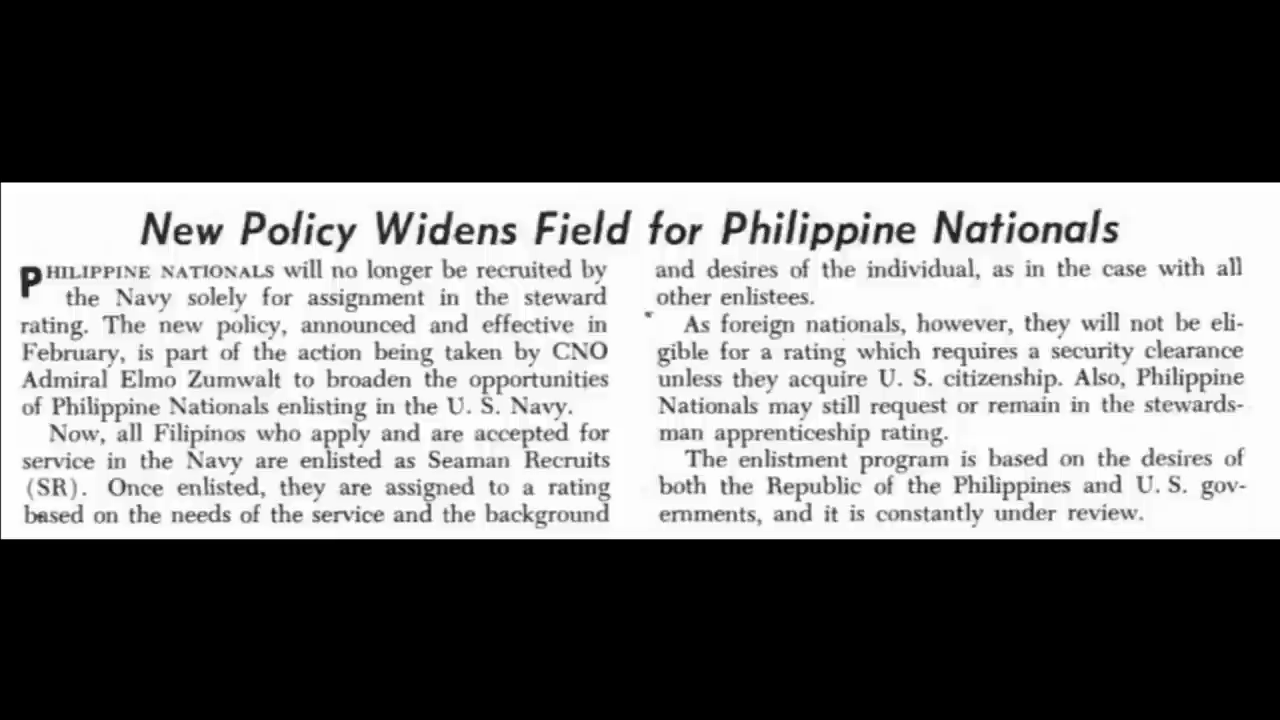 New Policy Widens Field for Philippine Nationals
PHILIPPINE NATIONALS will no longer be recruited by
the Navy solely for assignment in the steward
rating. The new policy, announced and effective in
February, is part of the action being taken by CNO
Admiral Elmo Zumwalt to broaden the opportunities
of Philippine Nationals enlisting in the U. S. Navy.
Now, all Filipinos who apply and are accepted for
service in the Navy are enlisted as Seaman Recruits
(SR). Once enlisted, they are assigned to a rating
based on the needs of the service and the background
and desires of the individual, as in the case with all
other enlistees.
As foreign nationals, however, they will not be eli-
gible for a rating which requires a security clearance
unless they acquire U. S. citizenship. Also, Philippine
Nationals may still request or remain in the stewards-
man apprenticeship rating.
The enlistment program is based on the desires of
both the Republic of the Philippines and U. S. gov-
ernments, and it is constantly under review.